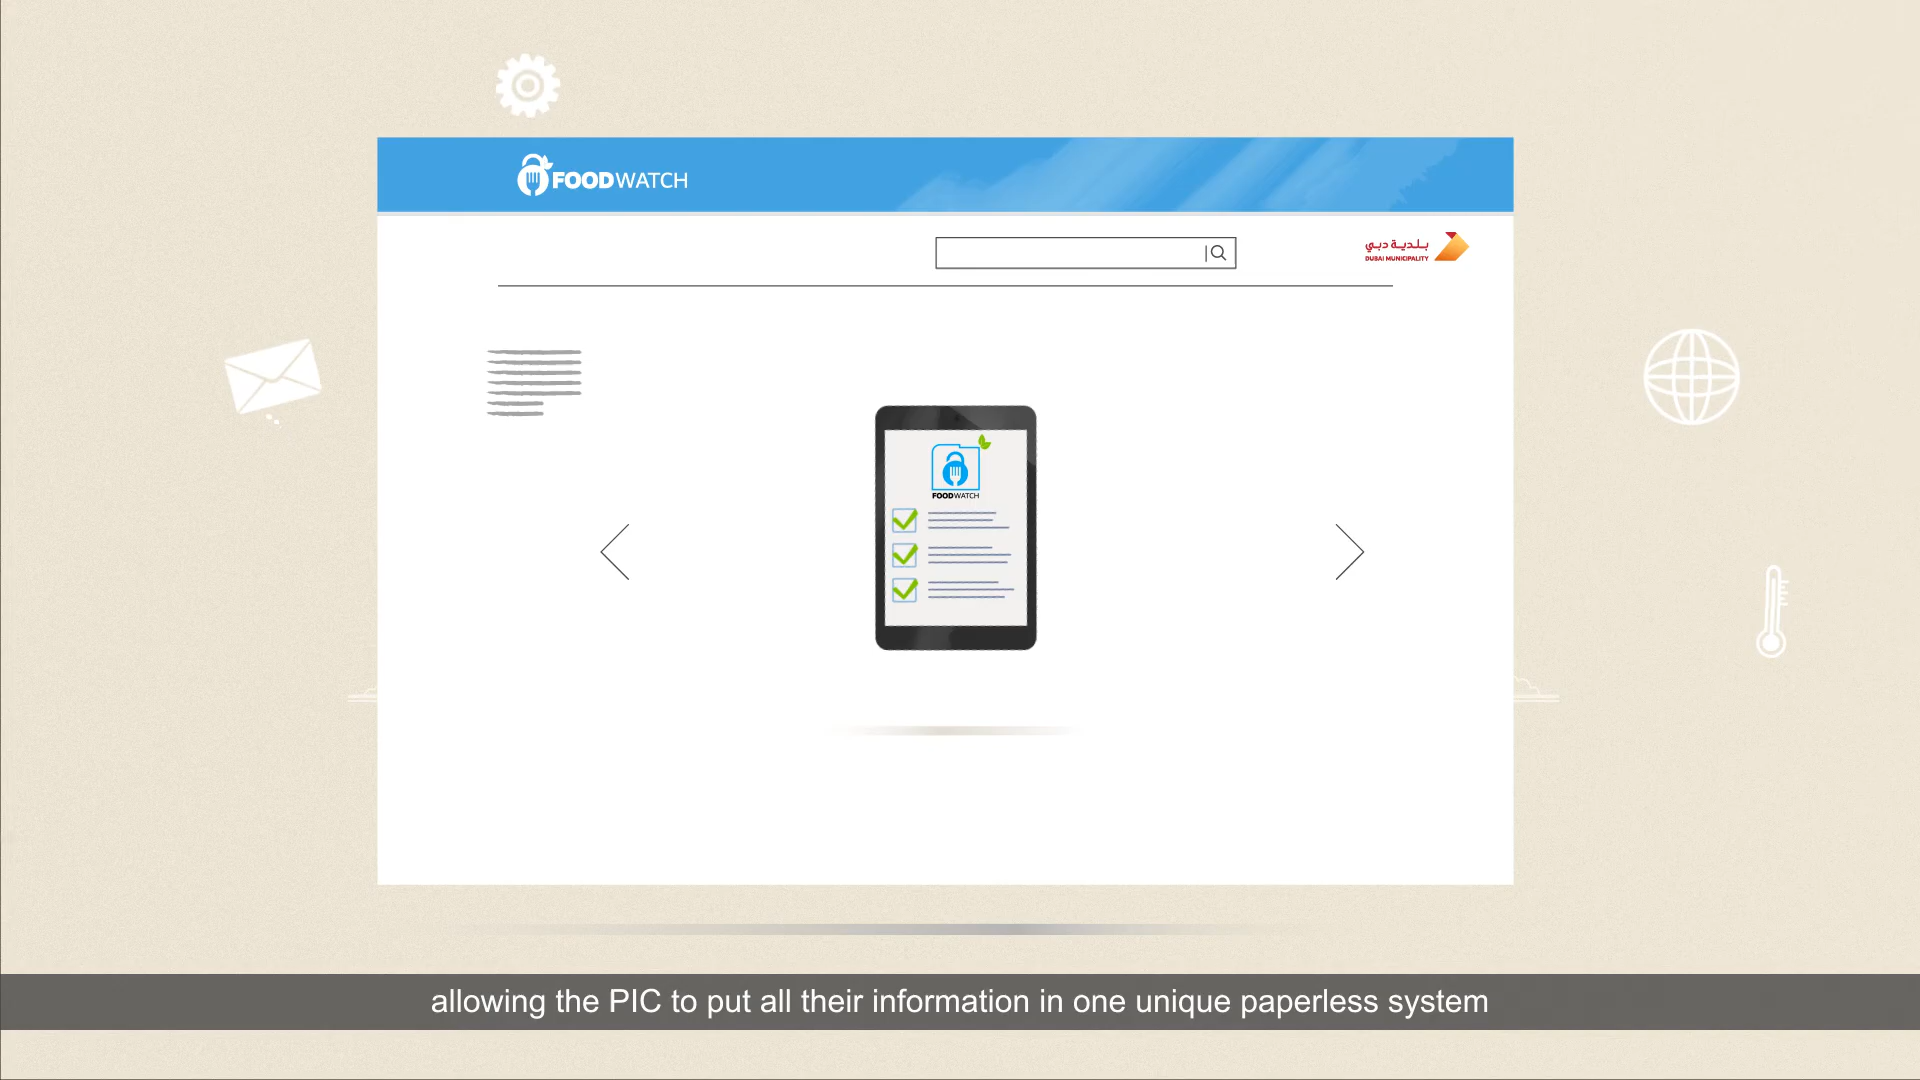 FOODWATCH
بلدية دبي
DUBAI MUNICIPALITY
FOODWATCH
allowing the PIC to put all their information in one unique paperless system